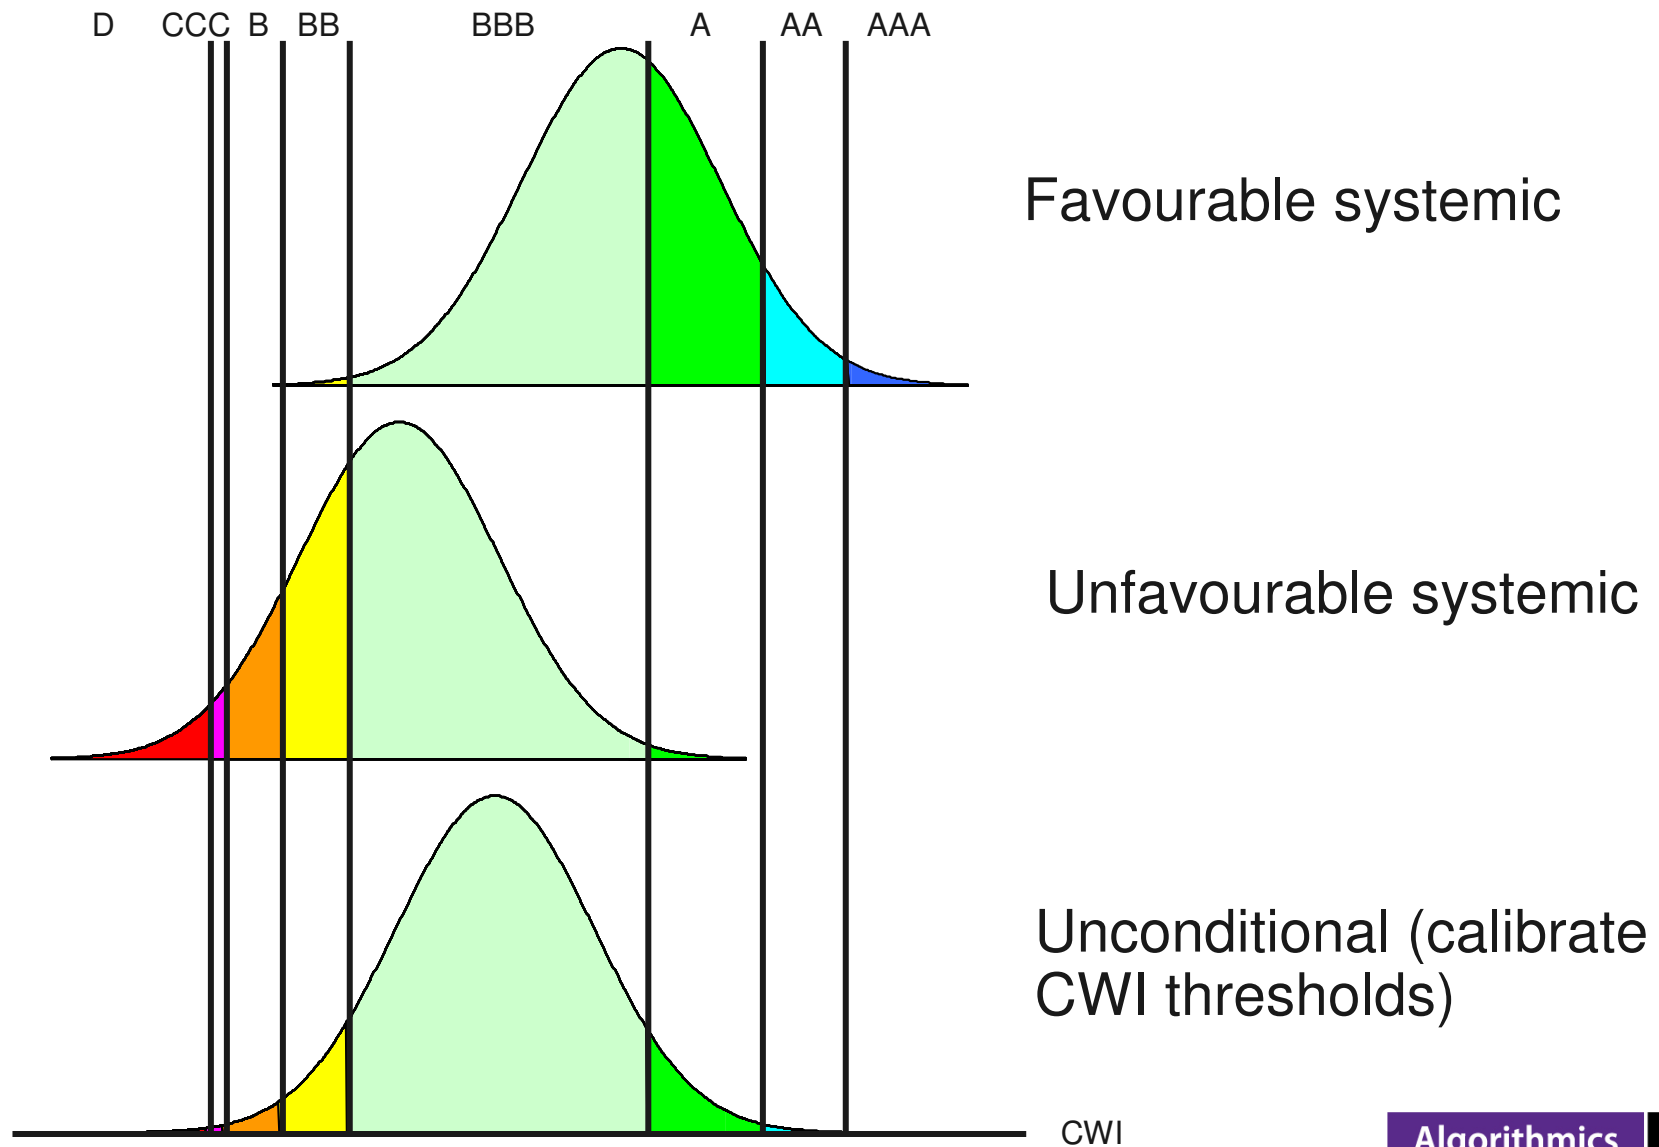 D CCC B BB BBB A AA AAA
Favourable systemic
Unfavourable systemic
Unconditional (calibrate
CWI thresholds)
CWI
Algorithmics